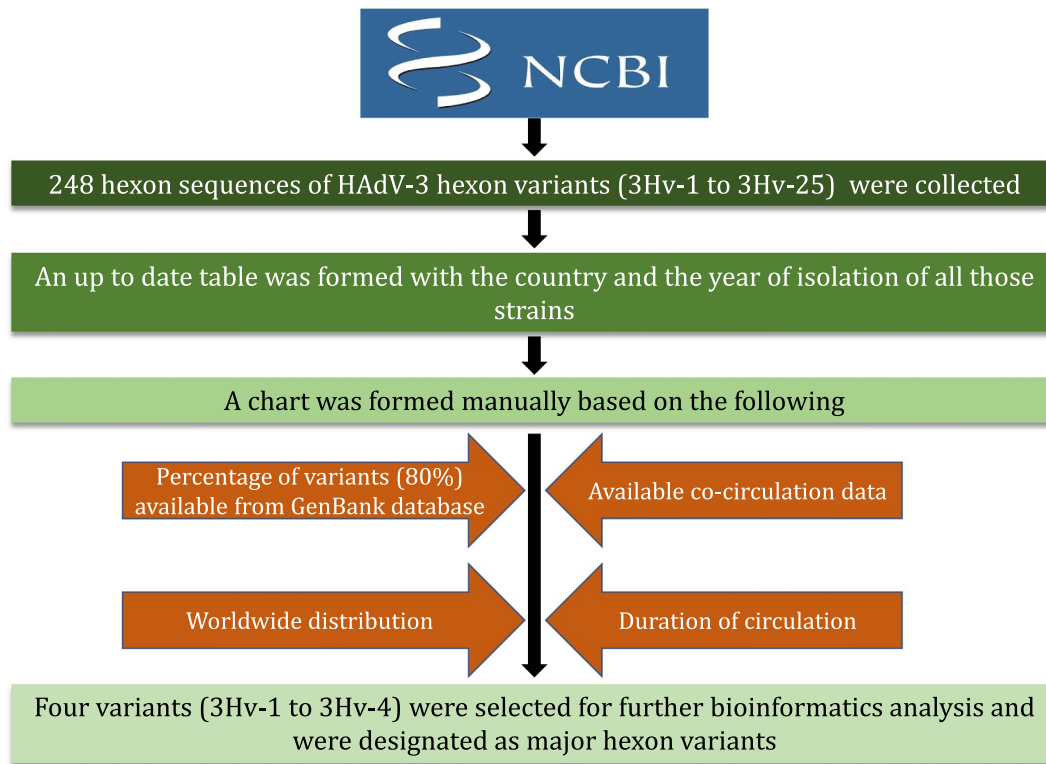 NCBI
248 hexon sequences of HAdV-3 hexon variants (3Hv-1 to 3Hv-25) were collected
An up to date table was formed with the country and the year of isolation of all those
strains
A chart was formed manually based on the following
Percentage of variants (80%)
available from GenBank database
Available co-circulation data
Worldwide distribution
Duration of circulation
Four variants (3Hv-1 to 3Hv-4) were selected for further bioinformatics analysis and
were designated as major hexon variants